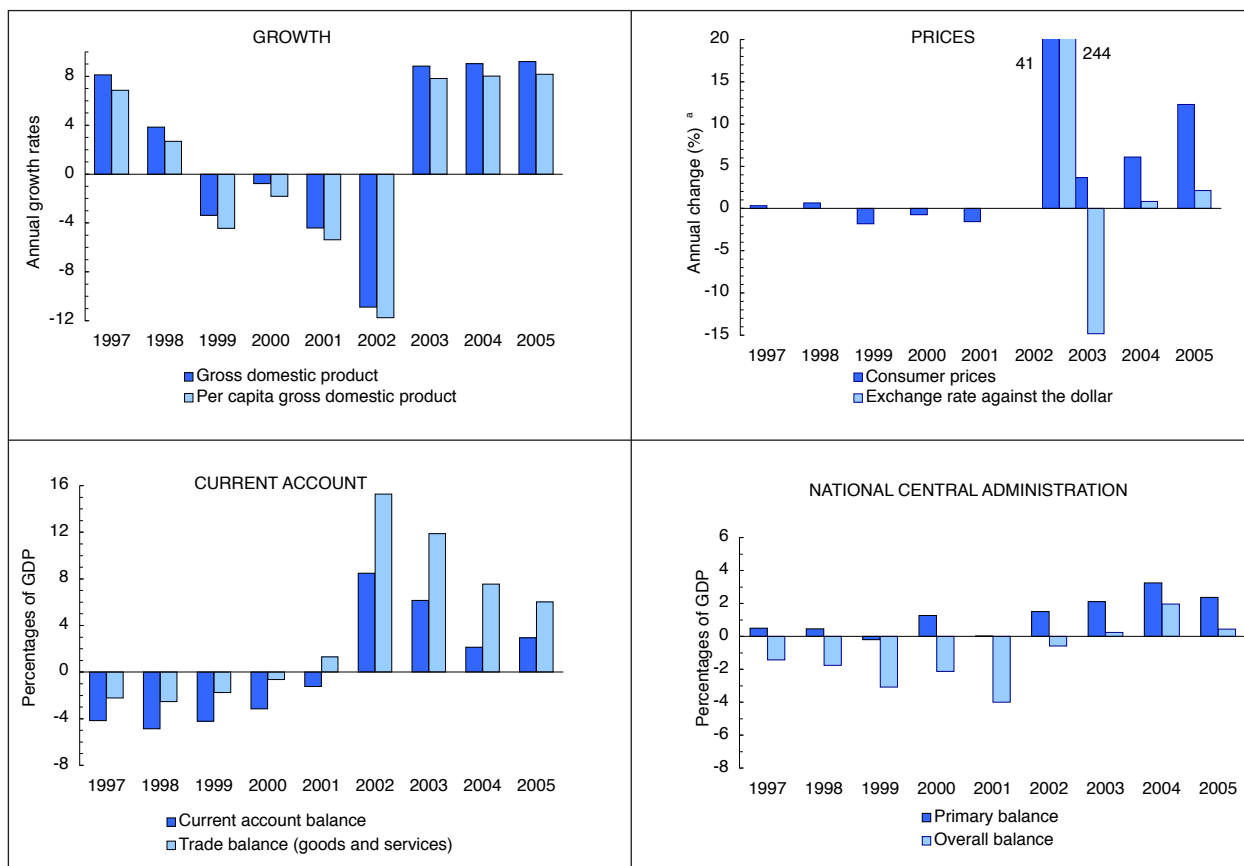 GROWTH
Annual growth rates
8
4
0
-4
-8
-12
1997 1998 1999 2000 2001 2002 2003 2004 2005
Gross domestic product
Per capita gross domestic product
PRICES
Annual change (%) a
20
15
10
5
0
-5
-10
-15
41
244
1997 1998 1999 2000 2001 2002 2003 2004 2005
Consumer prices
Exchange rate against the dollar
CURRENT ACCOUNT
Percentages of GDP
16
12
8
4
0
-4
-8
1997 1998 1999 2000 2001 2002 2003 2004 2005
Current account balance
Trade balance (goods and services)
NATIONAL CENTRAL ADMINISTRATION
Percentages of GDP
6
4
2
0
-2
-4
-6
-8
1997 1998 1999 2000 2001 2002 2003 2004 2005
Primary balance
Overall balance